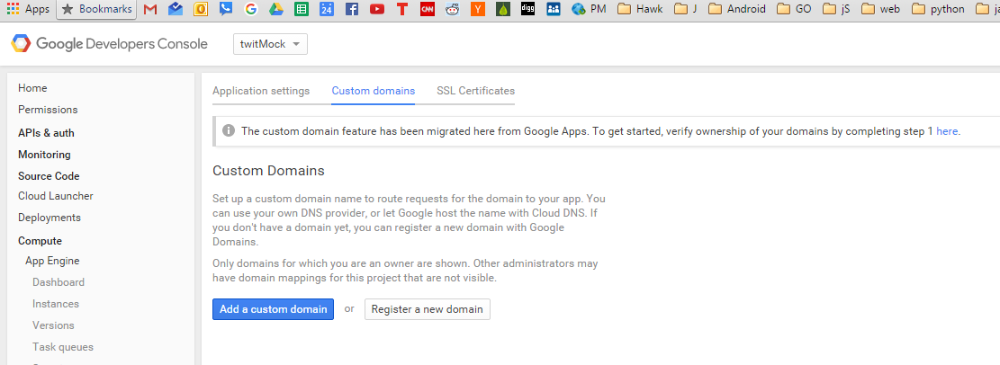 Apps Bookmarks 24 CNN digg PM Hawk J Android GO jS web python
Google Developers Console twitMock
Home
Permissions
APIs & auth
Monitoring
Source Code
Cloud Launcher
Deployments
Compute
App Engine
Dashboard
Instances
Versions
Task queues
Application settings Custom domains SSL Certificates
The custom domain feature has been migrated here from Google Apps. To get started, verify ownership of your domains by completing step 1 here.
Custom Domains
Set up a custom domain name to route requests for the domain to your app. You
can use your own DNS provider, or let Google host the name with Cloud DNS. If
you don't have a domain yet, you can register a new domain with Google
Domains.
Only domains for which you are an owner are shown. Other administrators may
have domain mappings for this project that are not visible.
Add a custom domain or Register a new domain